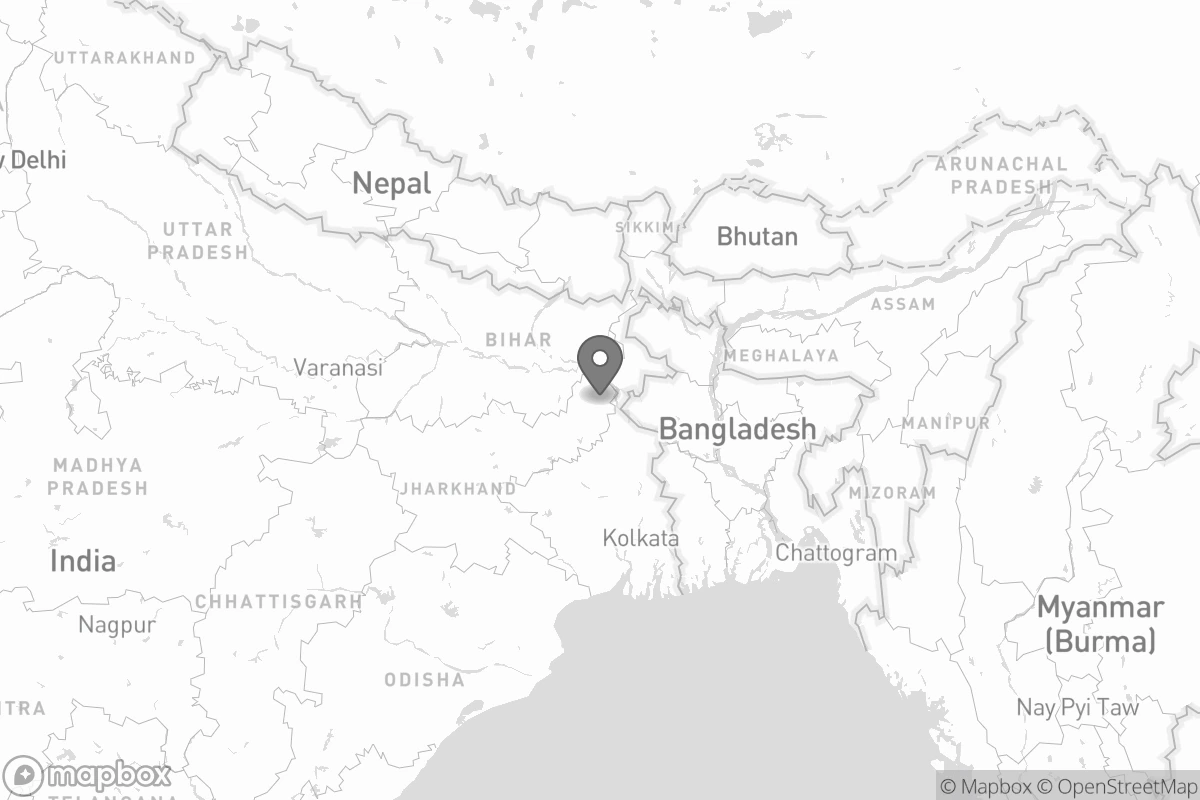 UTTARAKHAND
Delhi
Nepal
ARUNACHAL
PRADESH
UTTAR
PRADESH
SIKKIM
Bhutan
ASSAM
BIHAR
MEGHALAYA
Varanasi
Bangladesh
MANIPUR
MADHYA
PRADESH
JHARKHAND
MIZORAM
Kolkata
Chattogram
India
CHHATTISGARH
Nagpur
Myanmar
(Burma)
ODISHA
Nay Pyi Taw
TRA
mapbox
© Mapbox © OpenStreetMap
TELANGANA